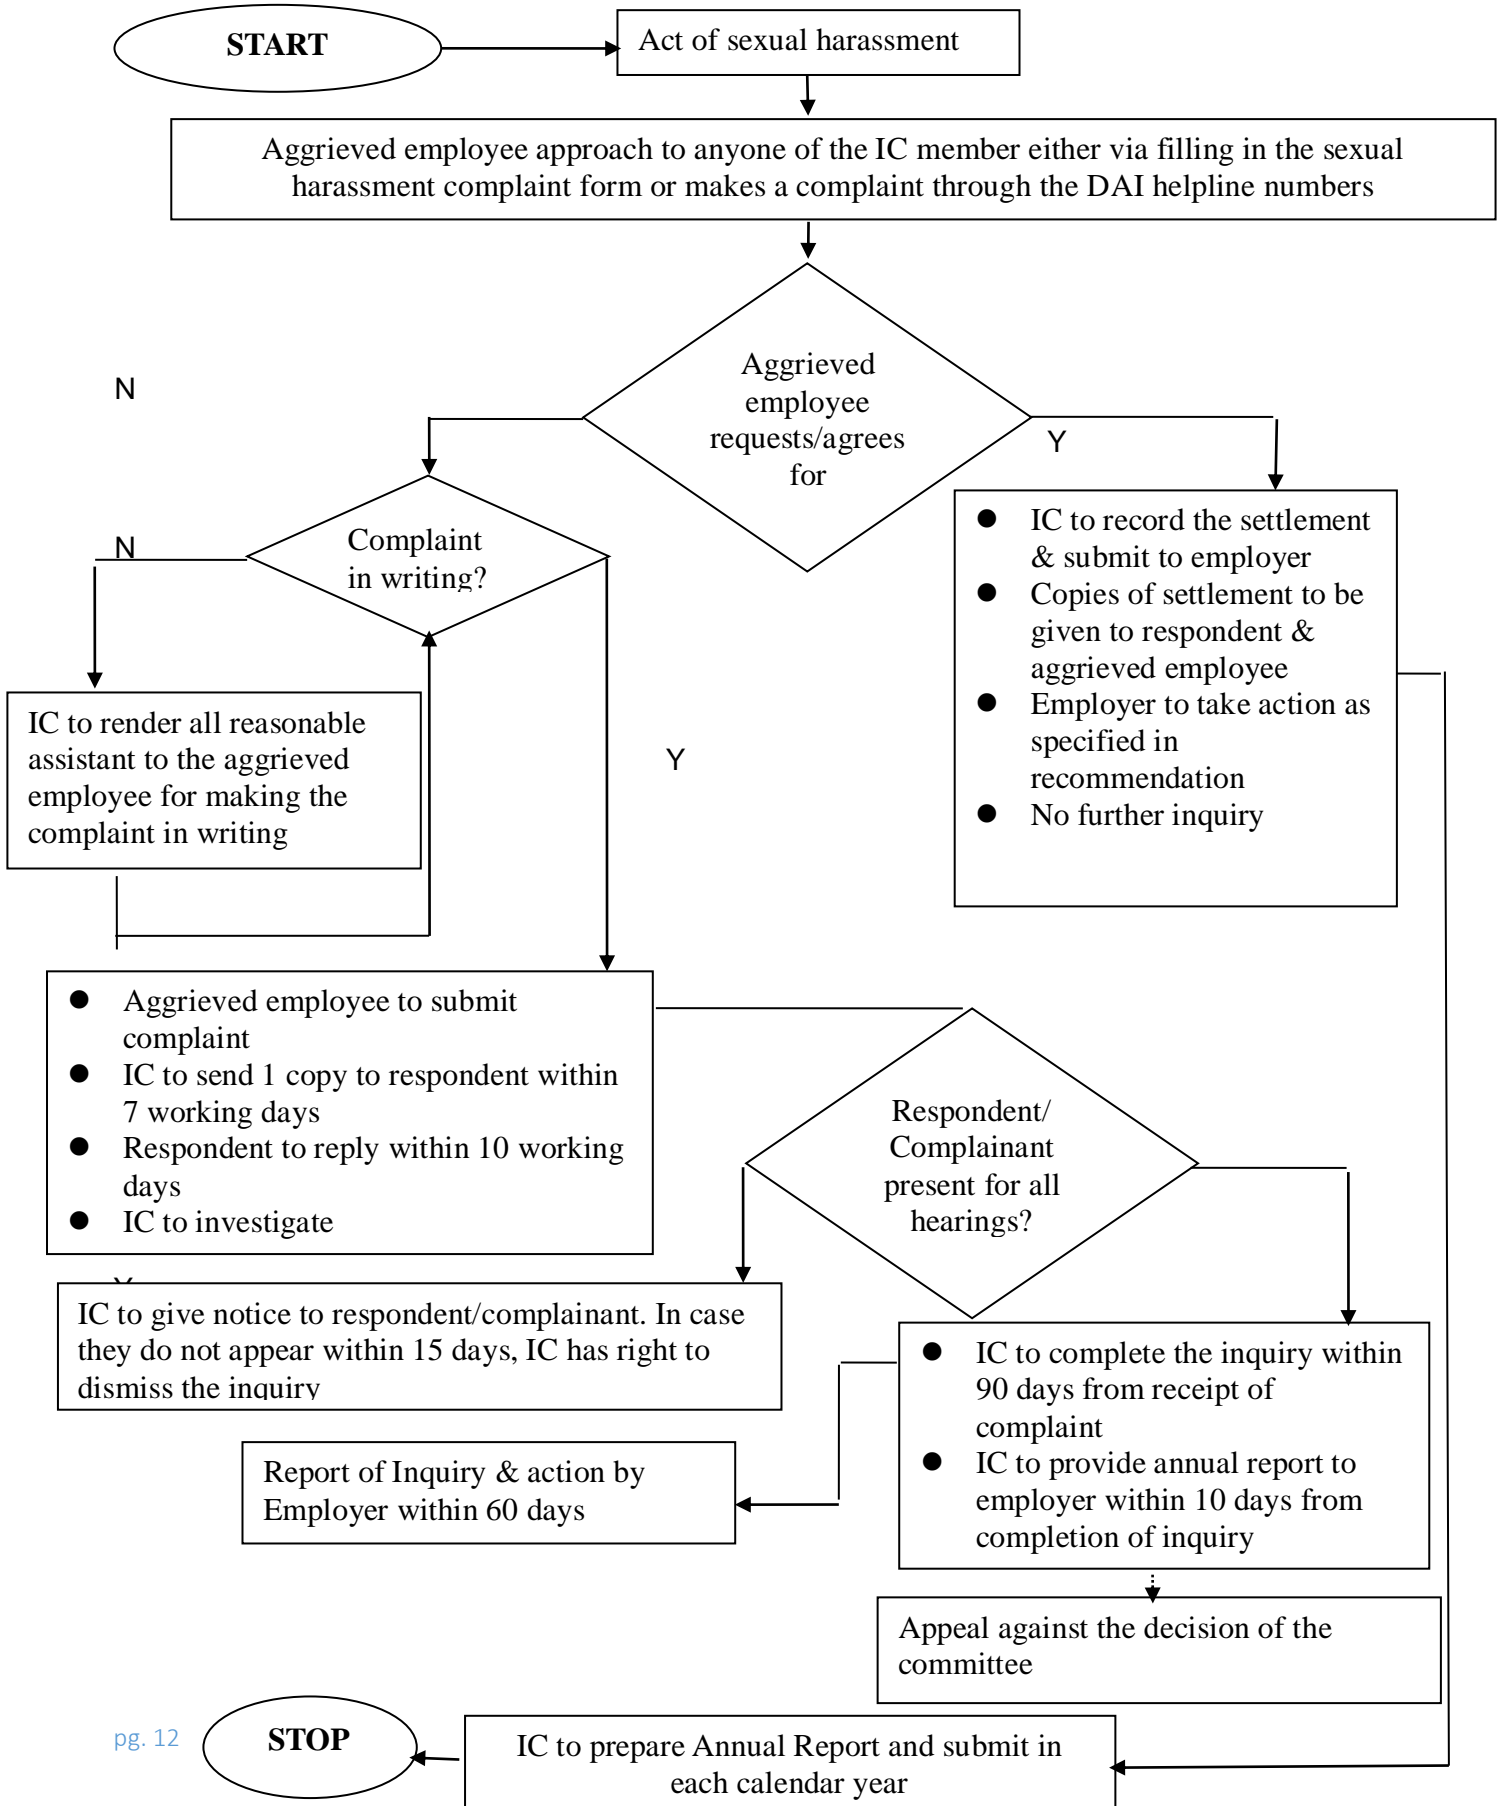 START
Act of sexual harassment
Aggrieved employee approach to anyone of the IC member either via filling in the sexual
harassment complaint form or makes a complaint through the DAI helpline numbers
Aggrieved
employee
requests/agrees
for
N
Y
Complaint
in writing?
N
● IC to record the settlement
& submit to employer
● Copies of settlement to be
given to respondent &
aggrieved employee
● Employer to take action as
specified in
recommendation
● No further inquiry
IC to render all reasonable
assistant to the aggrieved
employee for making the
complaint in writing
Y
● Aggrieved employee to submit
complaint
● IC to send 1 copy to respondent within
7 working days
● Respondent to reply within 10 working
days
● IC to investigate
Respondent/
Complainant
present for all
hearings?
IC to give notice to respondent/complainant. In case
they do not appear within 15 days, IC has right to
dismiss the inquiry
● IC to complete the inquiry within
90 days from receipt of
complaint
● IC to provide annual report to
employer within 10 days from
completion of inquiry
Report of Inquiry & action by
Employer within 60 days
Appeal against the decision of the
committee
pg. 12
STOP
IC to prepare Annual Report and submit in
each calendar year